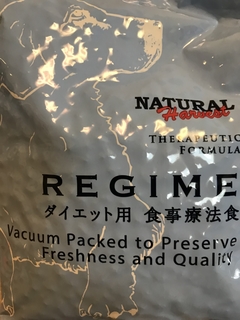 NATURAL
Harvest
THERAPEUTIC
FORMULA
REGIME
ダイエット用 食事療法食
Vacuum Packed to Preserve
Freshness and Quality